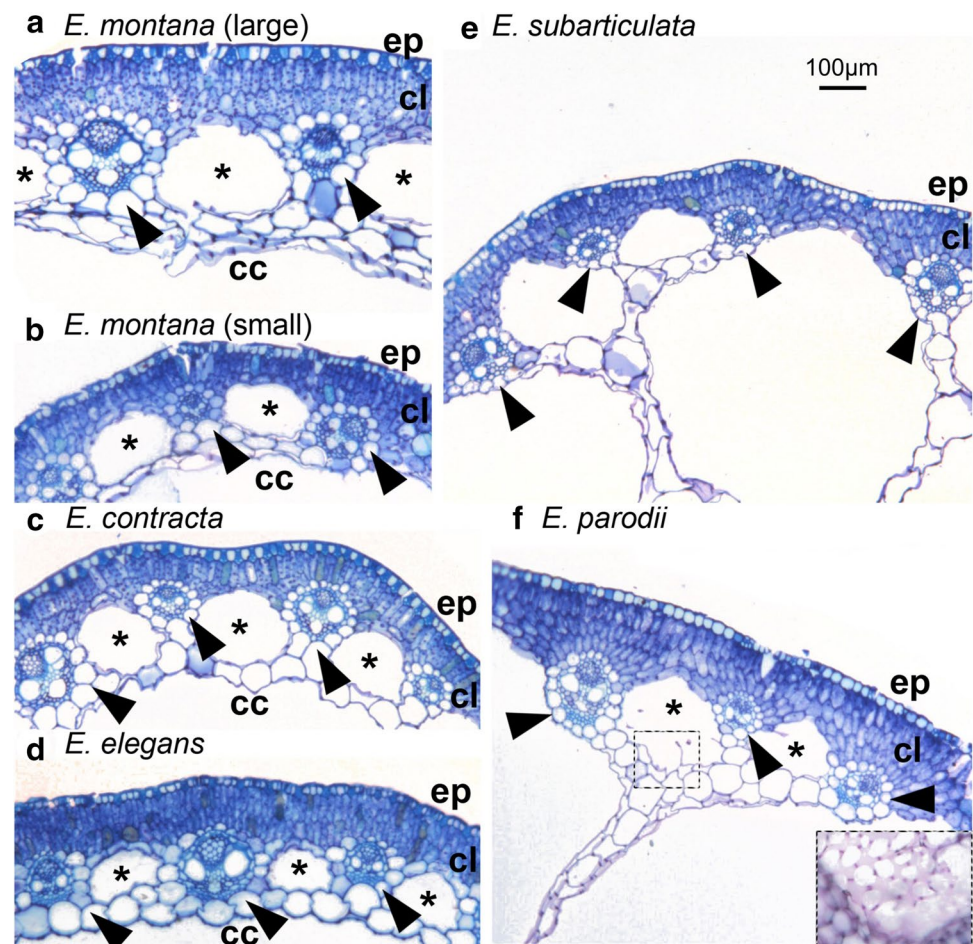 a E. montana (large)
ep
cl
*
*
*
cc
b E. montana (small)
ep
cl
*
*
cc
c E. contracta
ep
*
*
*
cl
cc
d E. elegans
ep
cl
*
*
*
cc
e E. subarticulata
100µm
ep
cl
f E. parodii
ep
cl
*
*